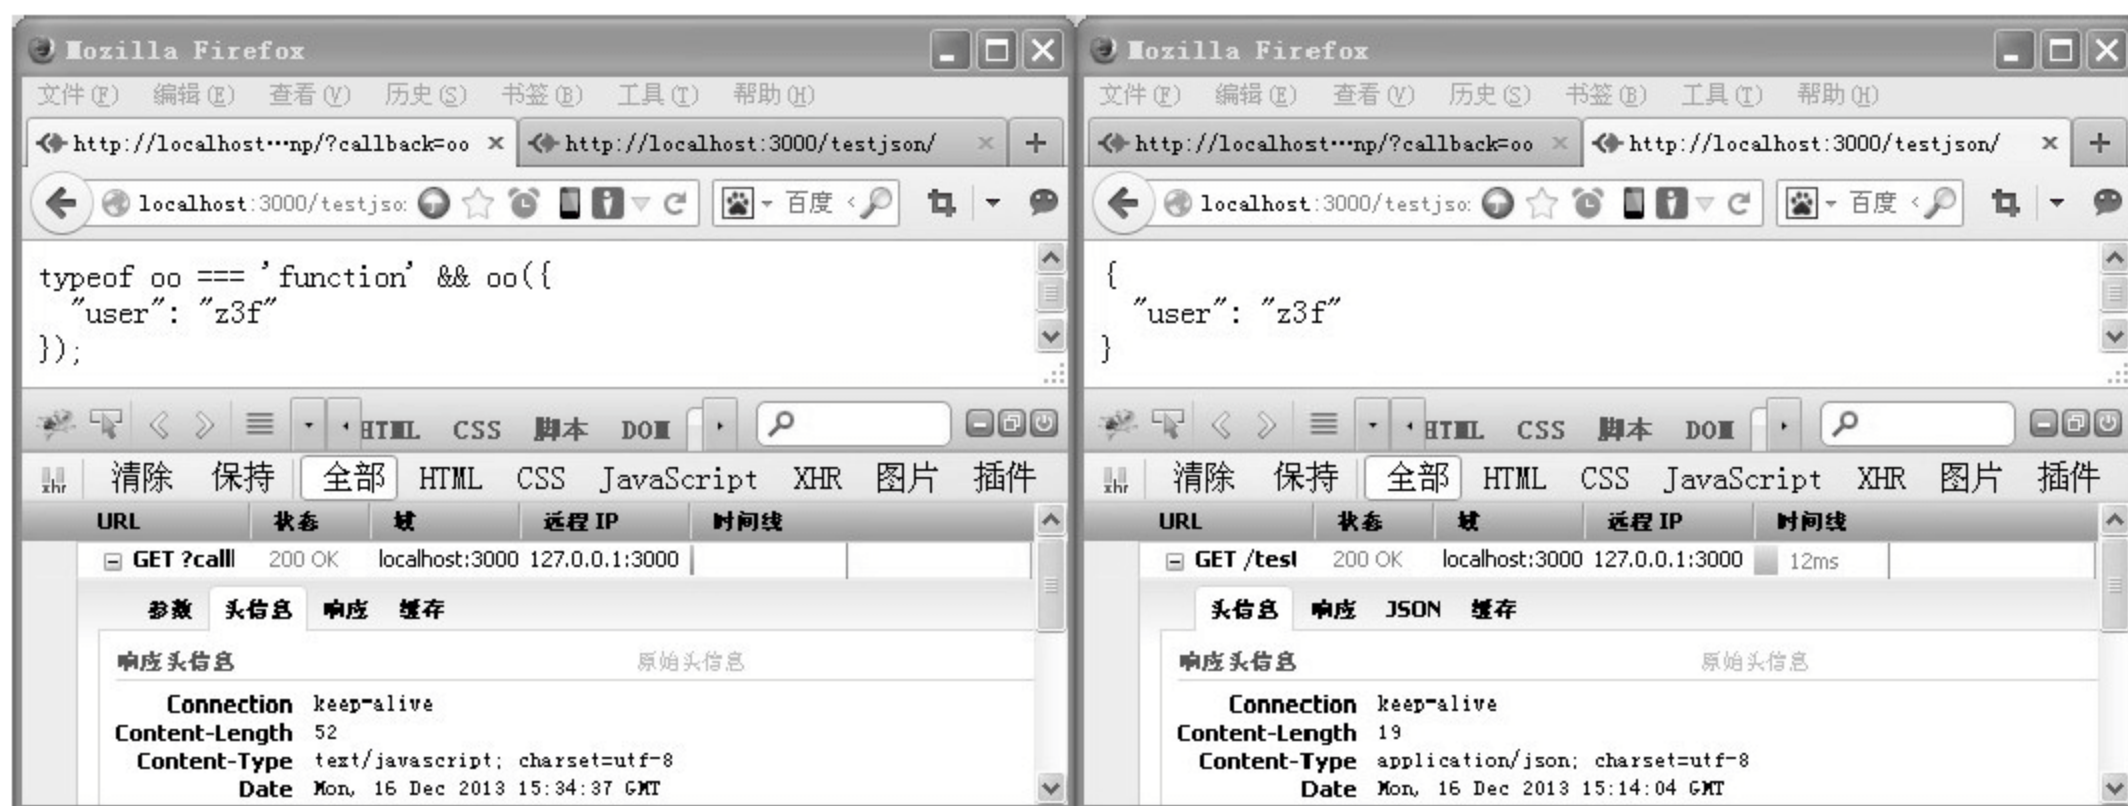 Mozilla Firefox
文件(F) 编辑(E) 查看(V) 历史(S) 书签(B) 工具(T) 帮助(H)
http://localhost…np/?callback=oo × http://localhost:3000/testjson/ × +
localhost:3000/testjso: 百度
typeof oo === 'function' && oo({
"user": "z3f"
});
HTML CSS 脚本 DOM
xhr 清除 保持 全部 HTML CSS JavaScript XHR 图片 插件
URL 状态 域 远程 IP 时间线
GET ?call 200 OK localhost:3000 127.0.0.1:3000
参数 头信息 响应 缓存
响应头信息 原始头信息
Connection keep-alive
Content-Length 52
Content-Type text/javascript; charset=utf-8
Date Mon, 16 Dec 2013 15:34:37 GMT
Mozilla Firefox
文件(F) 编辑(E) 查看(V) 历史(S) 书签(B) 工具(T) 帮助(H)
http://localhost…np/?callback=oo × http://localhost:3000/testjson/ × +
localhost:3000/testjso: 百度
{
"user": "z3f"
}
HTML CSS 脚本 DOM
xhr 清除 保持 全部 HTML CSS JavaScript XHR 图片 插件
URL 状态 域 远程 IP 时间线
GET /test 200 OK localhost:3000 127.0.0.1:3000 12ms
头信息 响应 JSON 缓存
响应头信息 原始头信息
Connection keep-alive
Content-Length 19
Content-Type application/json; charset=utf-8
Date Mon, 16 Dec 2013 15:14:04 GMT